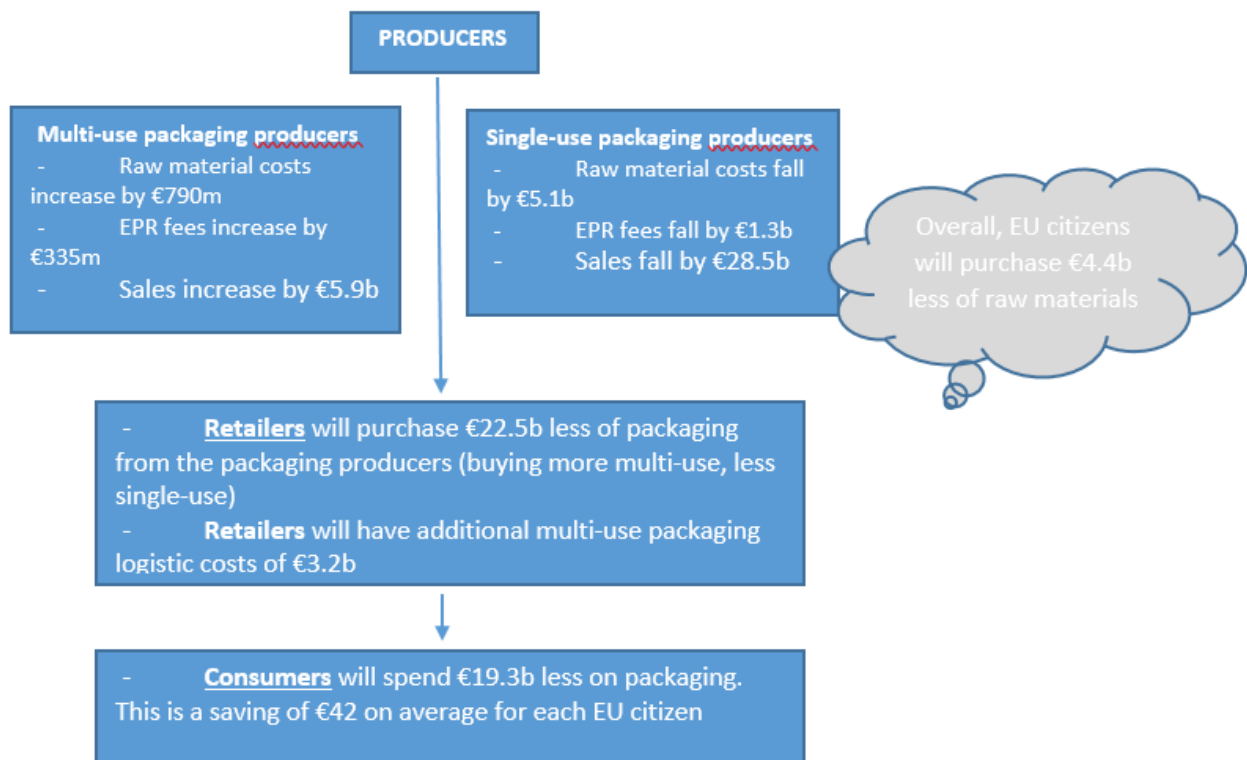 PRODUCERS
Multi-use packaging producers
- Raw material costs
increase by €790m
- EPR fees increase by
€335m
- Sales increase by €5.9b
Single-use packaging producers
- Raw material costs fall
by €5.1b
- EPR fees fall by €1.3b
- Sales fall by €28.5b
Overall, EU citizens
will purchase €4.4b
less of raw materials
- Retailers will purchase €22.5b less of packaging
from the packaging producers (buying more multi-use, less
single-use)
- Retailers will have additional multi-use packaging
logistic costs of €3.2b
- Consumers will spend €19.3b less on packaging.
This is a saving of €42 on average for each EU citizen